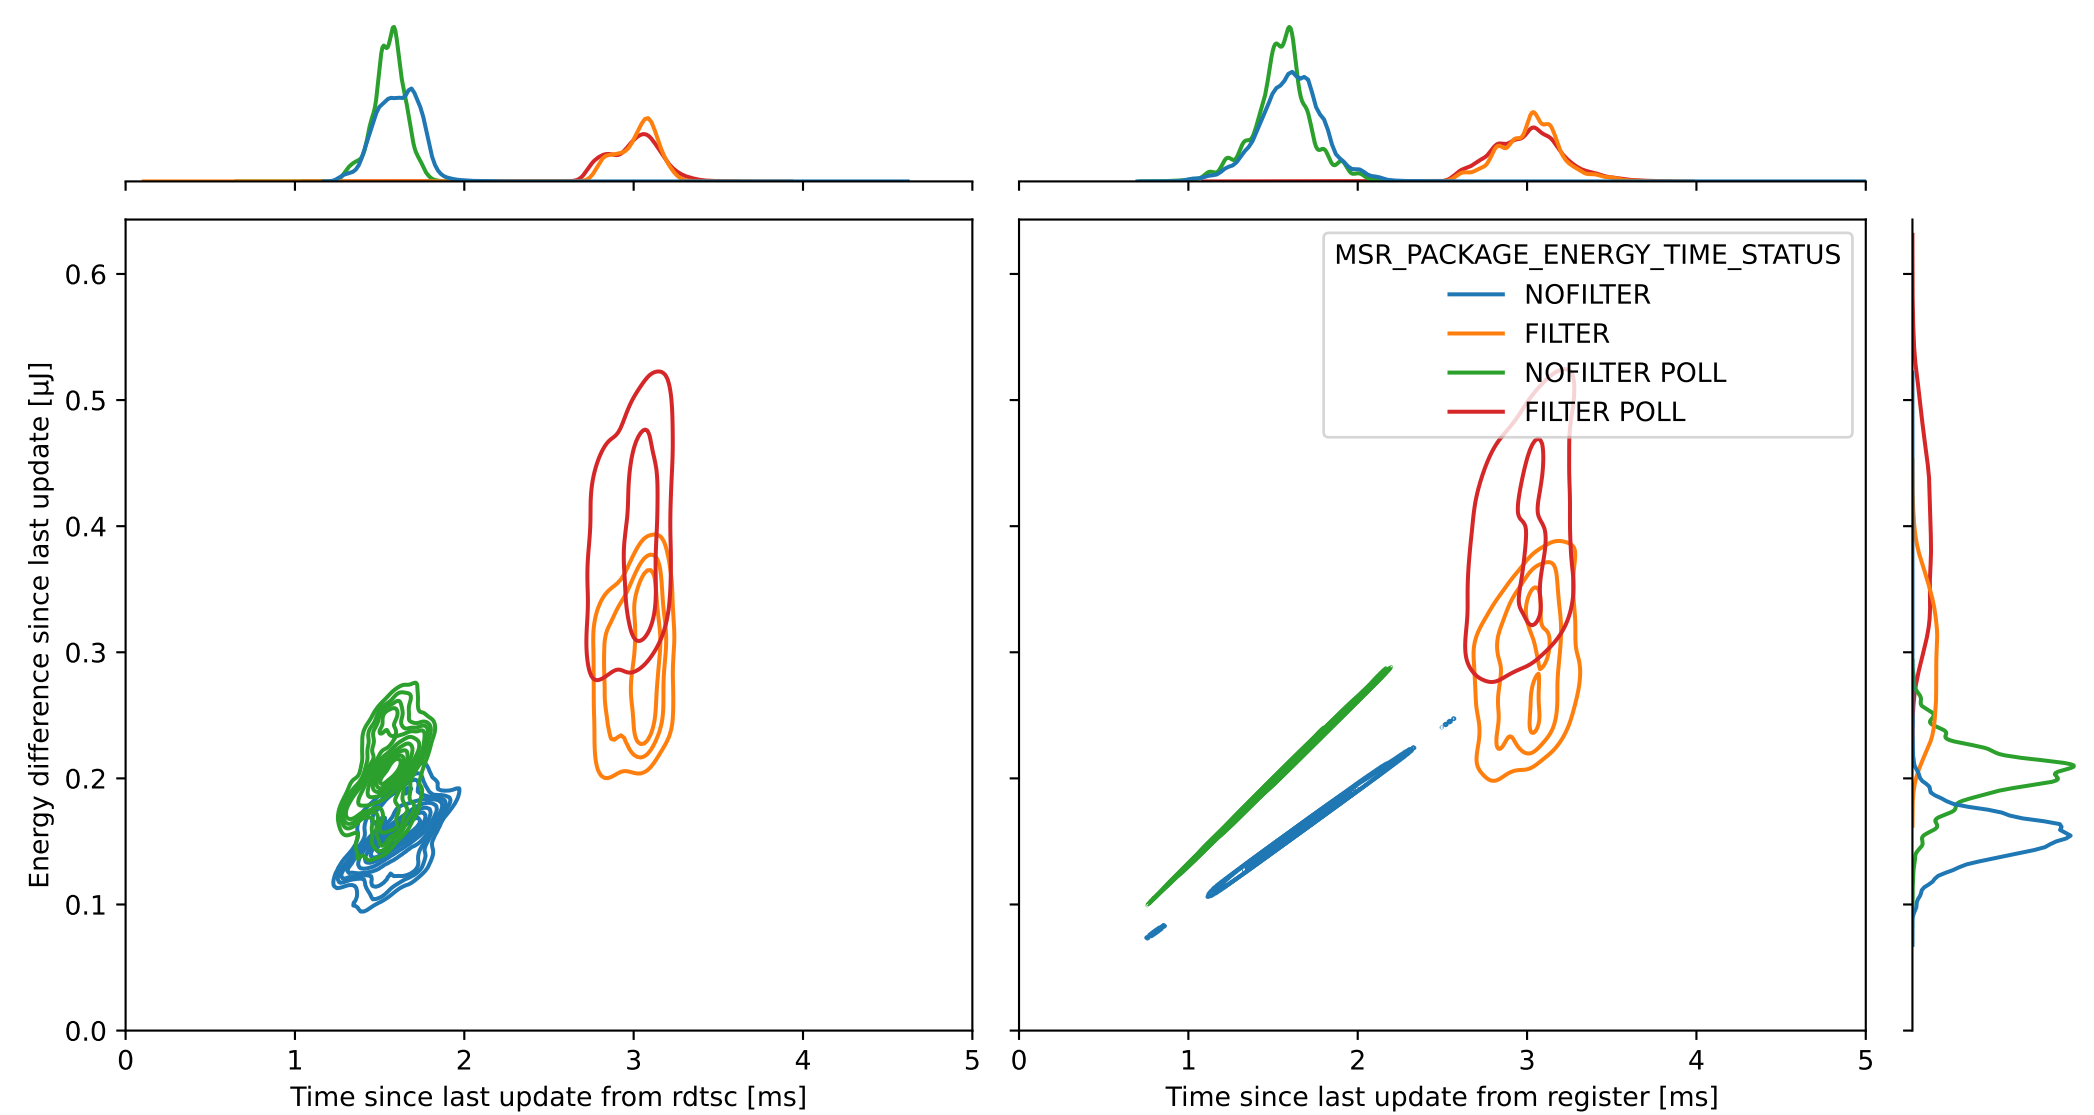 MSR_PACKAGE_ENERGY_TIME_STATUS
NOFILTER
FILTER
NOFILTER POLL
FILTER POLL
Energy difference since last update [µJ]
0.6
0.5
0.4
0.3
0.2
0.1
0.0
0 1 2 3 4 5
0 1 2 3 4 5
Time since last update from rdtsc [ms]
Time since last update from register [ms]